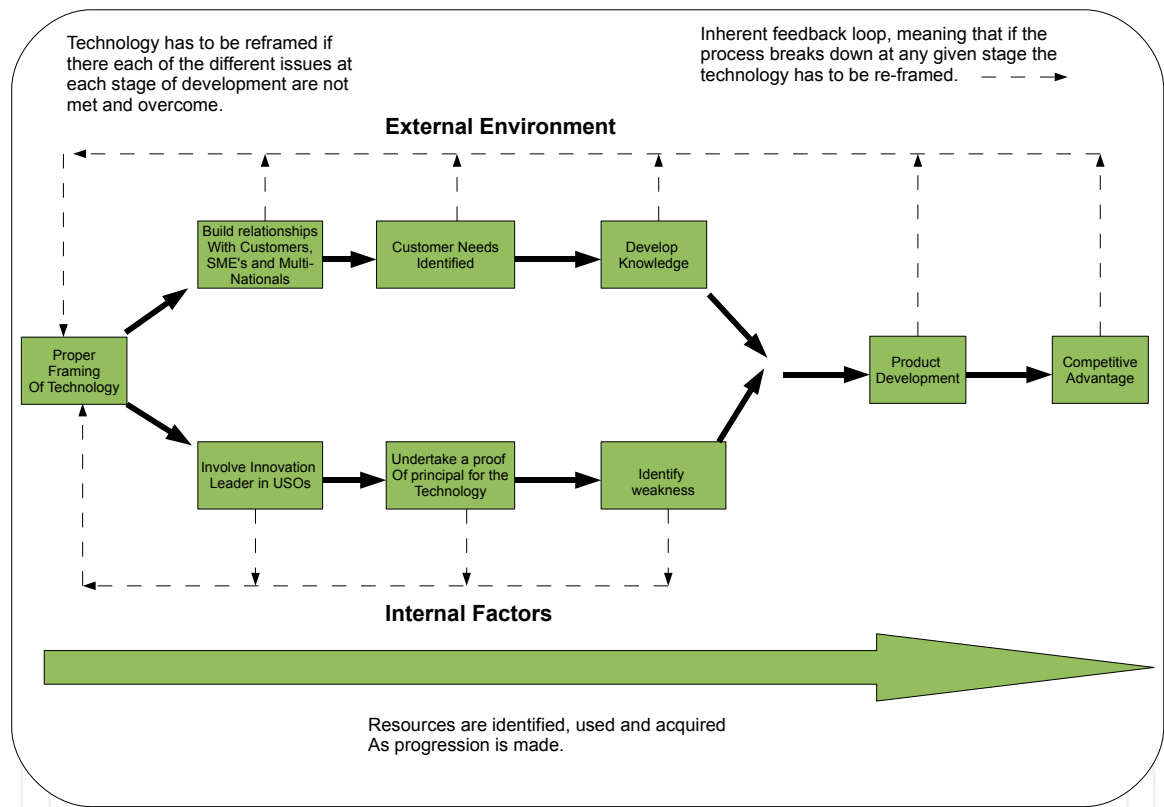 Technology has to be reframed if
there each of the different issues at
each stage of development are not
met and overcome.
Inherent feedback loop, meaning that if the
process breaks down at any given stage the
technology has to be re-framed.
External Environment
Build relationships
With Customers,
SME's and Multi-
Nationals
Customer Needs
Identified
Develop
Knowledge
Proper
Framing
Of Technology
Product
Development
Competitive
Advantage
Involve Innovation
Leader in USOs
Undertake a proof
Of principal for the
Technology
Identify
weakness
Internal Factors
Resources are identified, used and acquired
As progression is made.